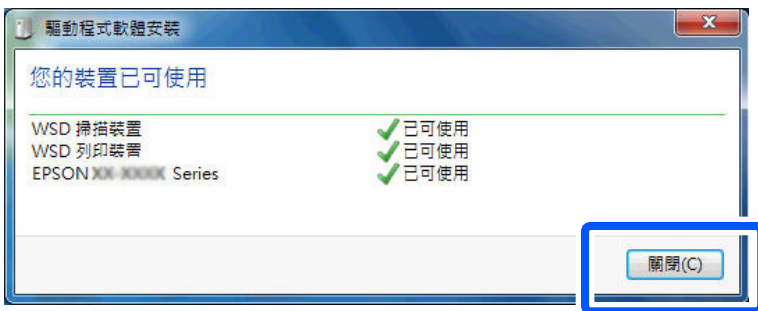 驅動程式軟體安裝
您的裝置已可使用
WSD 掃描裝置 已可使用
WSD 列印裝置 已可使用
EPSON Series 已可使用
關閉(C)